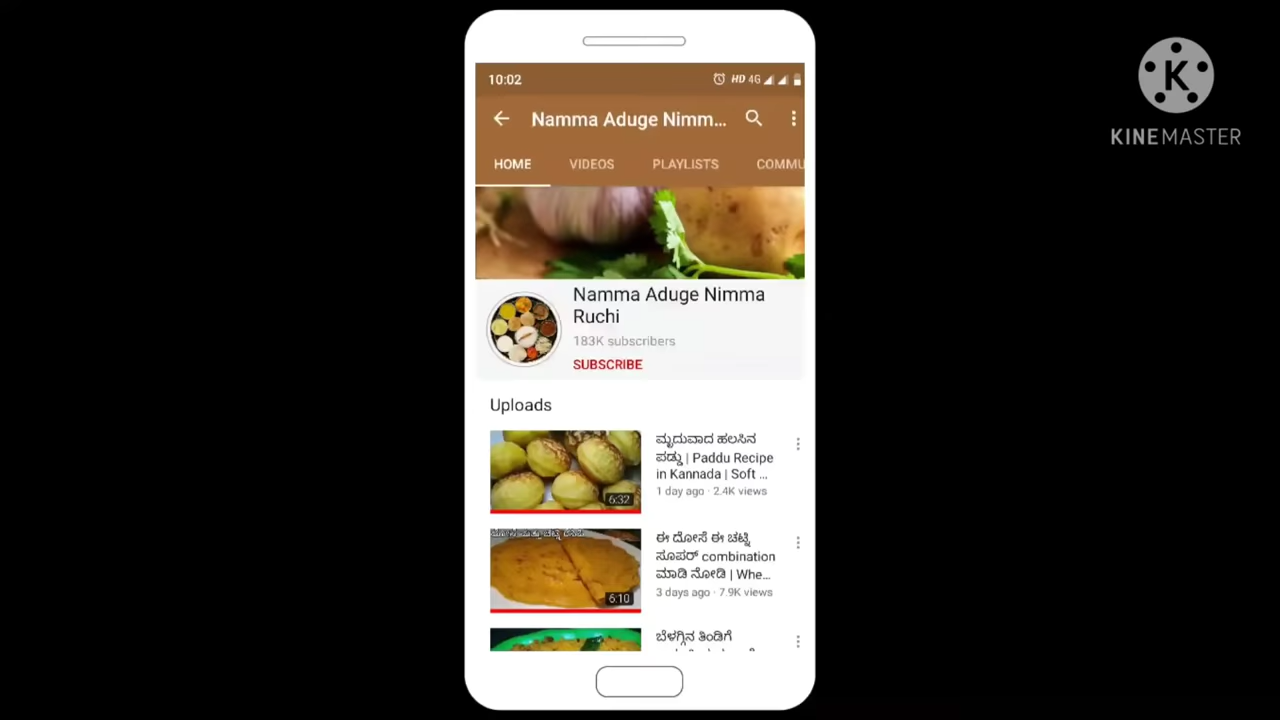 10:02
HD 4G
Namma Aduge Nimm...
HOME VIDEOS PLAYLISTS COMMU
Namma Aduge Nimma
Ruchi
183K subscribers
SUBSCRIBE
Uploads
ಮೃದುವಾದ ಹಲಸಿನ
ಪಡ್ಡು | Paddu Recipe
in Kannada | Soft ...
1 day ago · 2.4K views
6:32
ಈ ದೋಸೆ ಈ ಚಟ್ನಿ
ಸೂಪರ್ combination
ಮಾಡಿ ನೋಡಿ | Whe...
3 days ago · 7.9K views
6:10
ಬೆಳಗ್ಗಿನ ತಿಂಡಿಗೆ
K
KINEMASTER